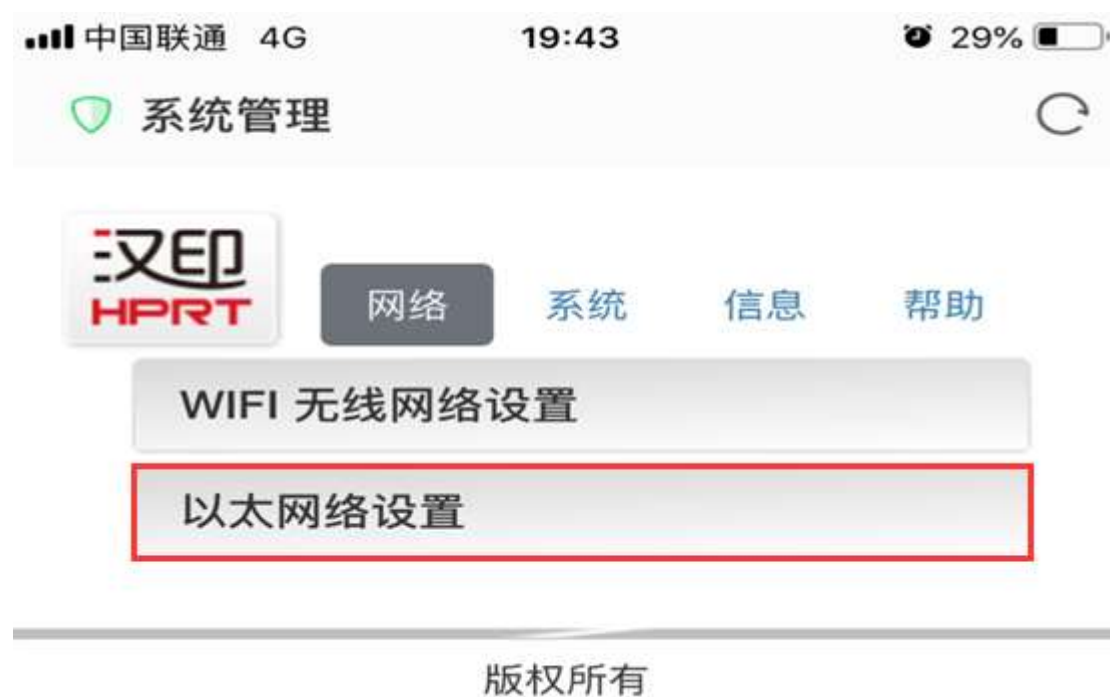 中国联通 4G 19:43 29%
系统管理
汉印
HPRT
网络 系统 信息 帮助
WIFI 无线网络设置
以太网络设置
版权所有